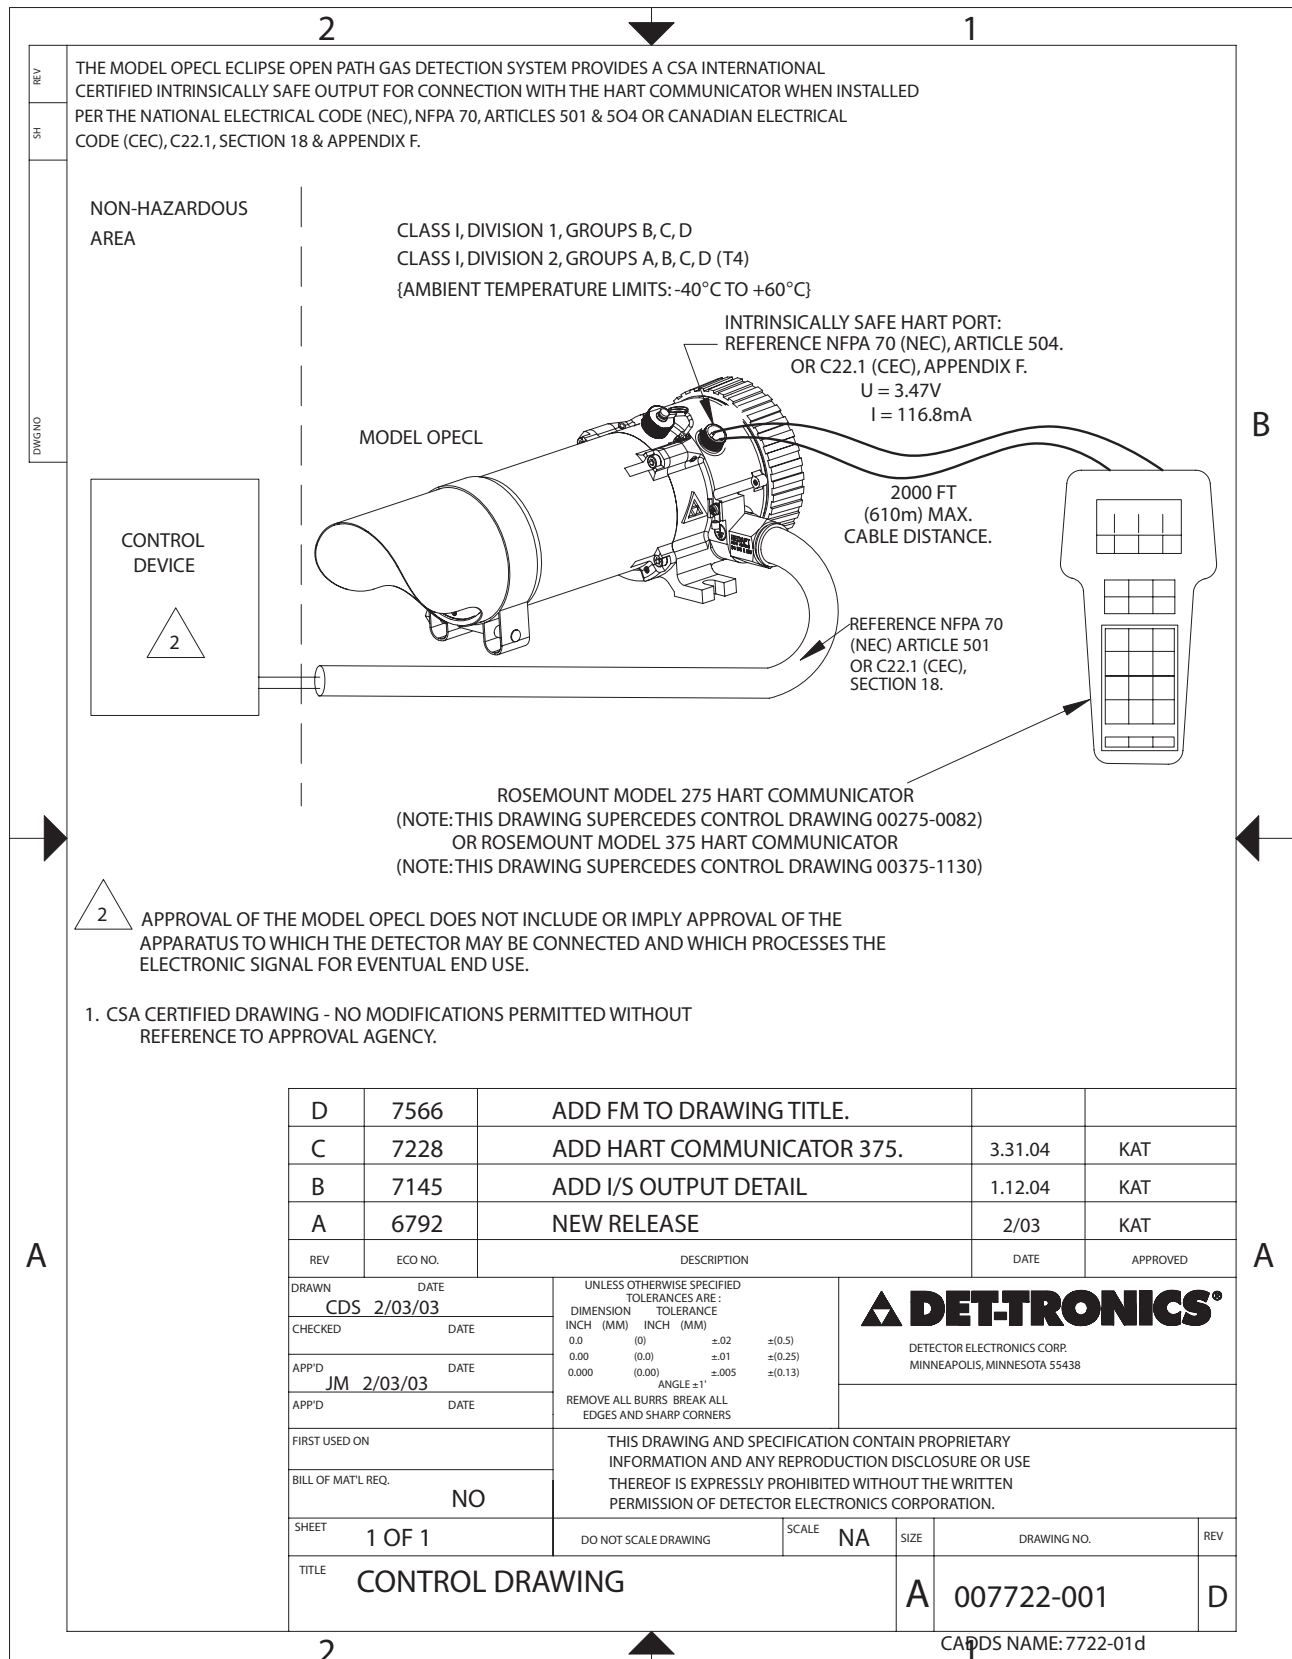 2 1
REV
SH
DWG NO
THE MODEL OPECL ECLIPSE OPEN PATH GAS DETECTION SYSTEM PROVIDES A CSA INTERNATIONAL
CERTIFIED INTRINSICALLY SAFE OUTPUT FOR CONNECTION WITH THE HART COMMUNICATOR WHEN INSTALLED
PER THE NATIONAL ELECTRICAL CODE (NEC), NFPA 70, ARTICLES 501 & 5O4 OR CANADIAN ELECTRICAL
CODE (CEC), C22.1, SECTION 18 & APPENDIX F.
NON-HAZARDOUS
AREA
CLASS I, DIVISION 1, GROUPS B, C, D
CLASS I, DIVISION 2, GROUPS A, B, C, D (T4)
{AMBIENT TEMPERATURE LIMITS: -40°C TO +60°C}
INTRINSICALLY SAFE HART PORT:
REFERENCE NFPA 70 (NEC), ARTICLE 504.
OR C22.1 (CEC), APPENDIX F.
U = 3.47V
I = 116.8mA
B
MODEL OPECL
2000 FT
(610m) MAX.
CABLE DISTANCE.
CONTROL
DEVICE
2
REFERENCE NFPA 70
(NEC) ARTICLE 501
OR C22.1 (CEC),
SECTION 18.
ROSEMOUNT MODEL 275 HART COMMUNICATOR
(NOTE: THIS DRAWING SUPERCEDES CONTROL DRAWING 00275-0082)
OR ROSEMOUNT MODEL 375 HART COMMUNICATOR
(NOTE: THIS DRAWING SUPERCEDES CONTROL DRAWING 00375-1130)
2 APPROVAL OF THE MODEL OPECL DOES NOT INCLUDE OR IMPLY APPROVAL OF THE
APPARATUS TO WHICH THE DETECTOR MAY BE CONNECTED AND WHICH PROCESSES THE
ELECTRONIC SIGNAL FOR EVENTUAL END USE.
1. CSA CERTIFIED DRAWING - NO MODIFICATIONS PERMITTED WITHOUT
REFERENCE TO APPROVAL AGENCY.
D 7566 ADD FM TO DRAWING TITLE.
C 7228 ADD HART COMMUNICATOR 375. 3.31.04 KAT
B 7145 ADD I/S OUTPUT DETAIL 1.12.04 KAT
A 6792 NEW RELEASE 2/03 KAT
REV ECO NO. DESCRIPTION DATE APPROVED
A A
DRAWN DATE
CDS 2/03/03
CHECKED DATE
APP'D DATE
JM 2/03/03
APP'D DATE
UNLESS OTHERWISE SPECIFIED
TOLERANCES ARE :
DIMENSION TOLERANCE
INCH (MM) INCH (MM)
0.0 (0) ±.02 ±(0.5)
0.00 (0.0) ±.01 ±(0.25)
0.000 (0.00) ±.005 ±(0.13)
ANGLE ±1'
REMOVE ALL BURRS BREAK ALL
EDGES AND SHARP CORNERS
DET-TRONICS®
DETECTOR ELECTRONICS CORP.
MINNEAPOLIS, MINNESOTA 55438
FIRST USED ON
BILL OF MAT'L REQ.
NO
THIS DRAWING AND SPECIFICATION CONTAIN PROPRIETARY
INFORMATION AND ANY REPRODUCTION DISCLOSURE OR USE
THEREOF IS EXPRESSLY PROHIBITED WITHOUT THE WRITTEN
PERMISSION OF DETECTOR ELECTRONICS CORPORATION.
SHEET 1 OF 1
DO NOT SCALE DRAWING
SCALE NA
SIZE
A
DRAWING NO.
007722-001
REV
D
TITLE CONTROL DRAWING
CADDS NAME: 7722-01d
2 1